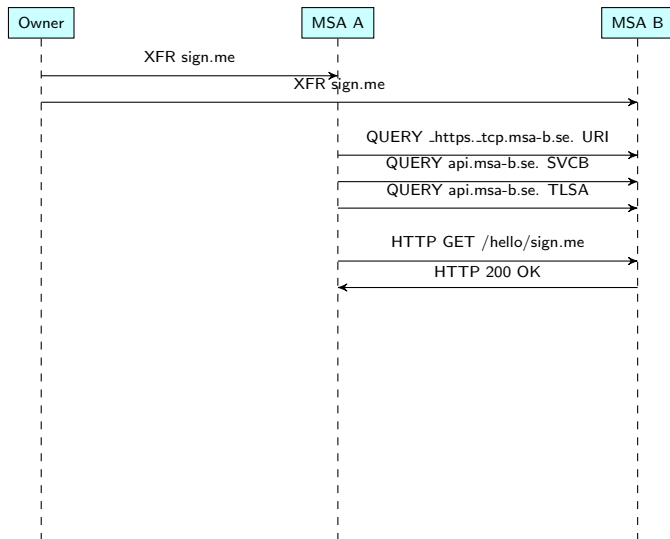 Owner
MSA A
MSA B
XFR sign.me
XFR sign.me
QUERY _https._tcp.msa-b.se. URI
QUERY api.msa-b.se. SVCB
QUERY api.msa-b.se. TLSA
HTTP GET /hello/sign.me
HTTP 200 OK